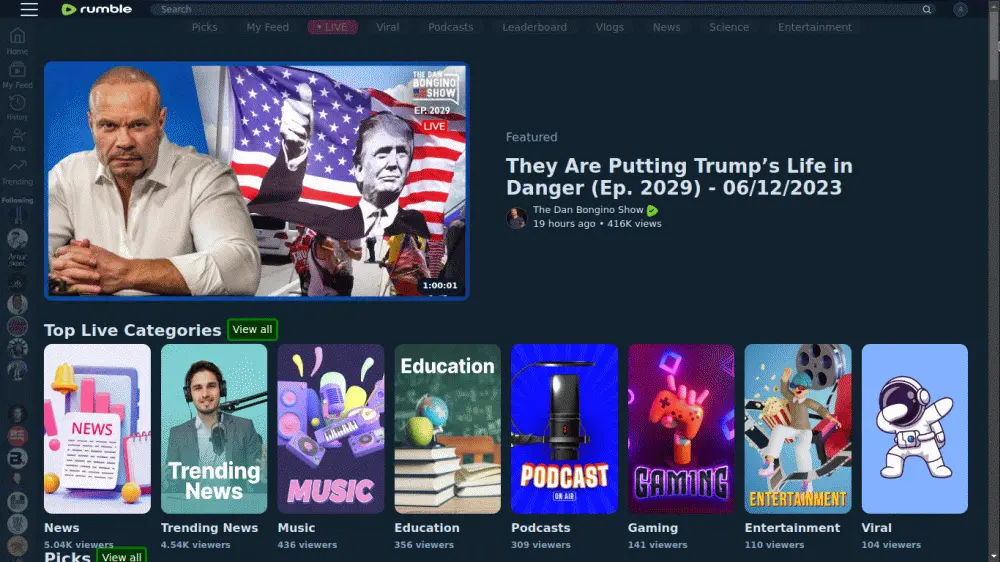 rumble
Search
A
Picks
My Feed
• LIVE
Viral
Podcasts
Leaderboard
Vlogs
News
Science
Entertainment
Home
My Feed
History
Picks
Trending
Following
THE DAN
BONGINO
SHOW
EP. 2029
LIVE
1:00:01
Featured
They Are Putting Trump’s Life in
Danger (Ep. 2029) - 06/12/2023
The Dan Bongino Show
19 hours ago • 416K views
Top Live Categories
View all
NEWS
Trending
News
MUSIC
Education
PODCAST
ON AIR
GAMING
ENTERTAINMENT
News
5.04K viewers
Trending News
4.54K viewers
Music
436 viewers
Education
356 viewers
Podcasts
309 viewers
Gaming
141 viewers
Entertainment
110 viewers
Viral
104 viewers
Picks
View all